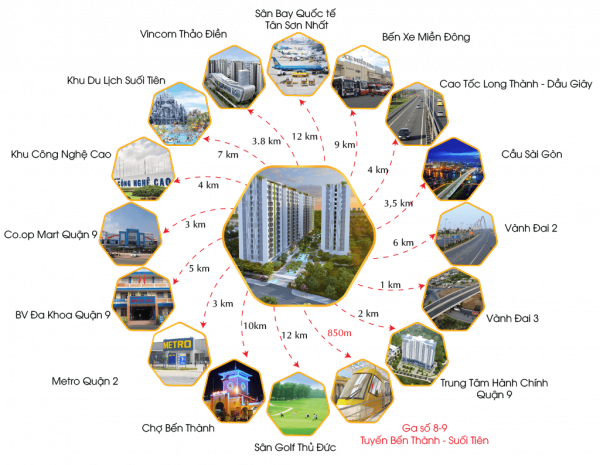 Sân Bay Quốc tế
Tân Sơn Nhất
Vincom Thảo Điền
Bến Xe Miền Đông
Khu Du Lịch Suối Tiên
Cao Tốc Long Thành - Dầu Giây
Khu Công Nghệ Cao
Cầu Sài Gòn
CÔNG NGHỆ CAO
Co.op Mart Quận 9
Vành Đai 2
BV Đa Khoa Quận 9
Vành Đai 3
METRO
Metro Quận 2
Trung Tâm Hành Chính
Quận 9
Chợ Bến Thành
Sân Golf Thủ Đức
Ga số 8-9
Tuyến Bến Thành - Suối Tiên
3.8 km
12 km
9 km
7 km
4 km
4 km
3,5 km
3 km
6 km
5 km
1 km
3 km
2 km
10km
12 km
850m